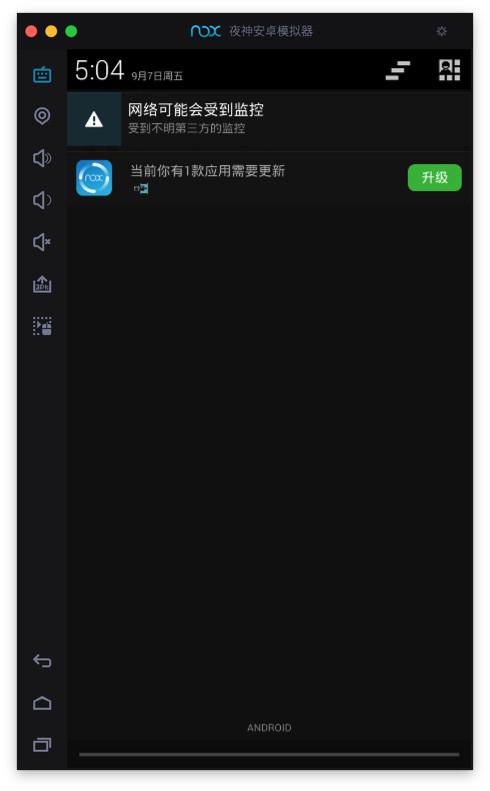 nox 夜神安卓模拟器
5:04 9月7日周五
网络可能会受到监控
受到不明第三方的监控
nox
当前你有1款应用需要更新
升级
APK
ANDROID